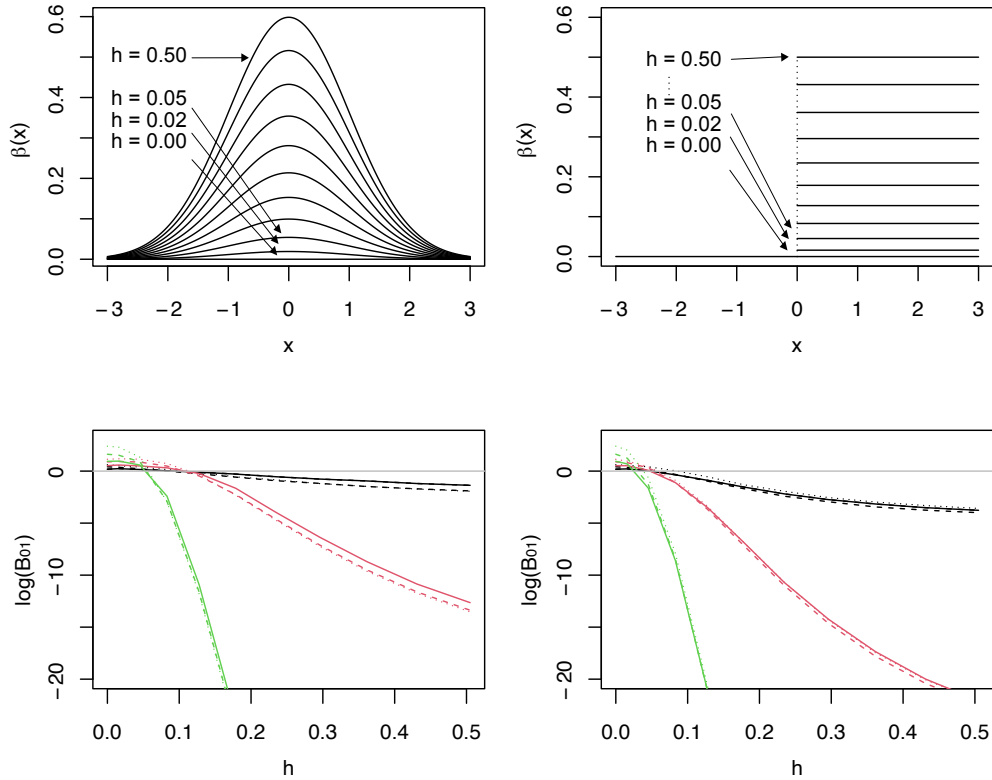 β(x)
0.0
0.2
0.4
0.6
h = 0.50
h = 0.05
h = 0.02
h = 0.00
−3 −2 −1 0 1 2 3
x
β(x)
0.0
0.2
0.4
0.6
h = 0.50
h = 0.05
h = 0.02
h = 0.00
−3 −2 −1 0 1 2 3
x
log(B01)
−20
−10
0
0.0 0.1 0.2 0.3 0.4 0.5
h
log(B01)
−20
−10
0
0.0 0.1 0.2 0.3 0.4 0.5
h